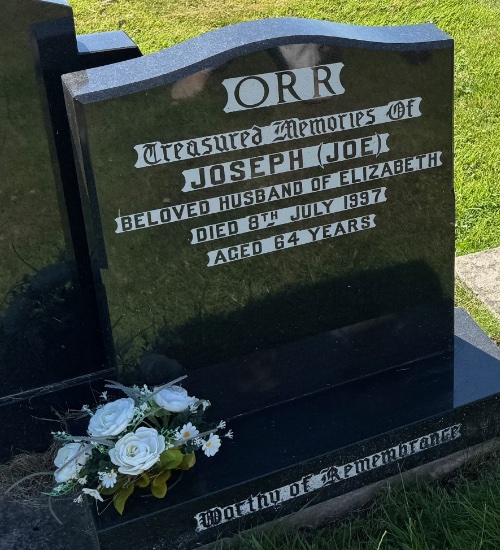 ORR
Treasured Memories Of
JOSEPH (JOE)
BELOVED HUSBAND OF ELIZABETH
DIED 8TH JULY 1997
AGED 64 YEARS
Worthy of Remembrance